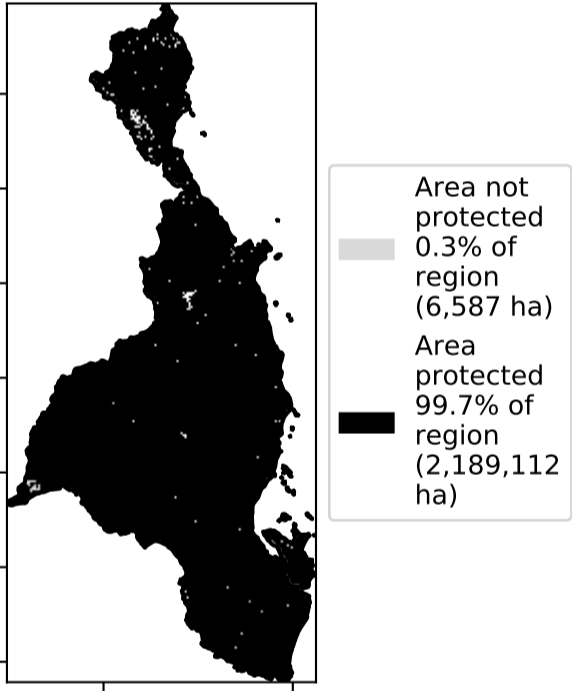 Area not
protected
0.3% of
region
(6,587 ha)
Area
protected
99.7% of
region
(2,189,112
ha)